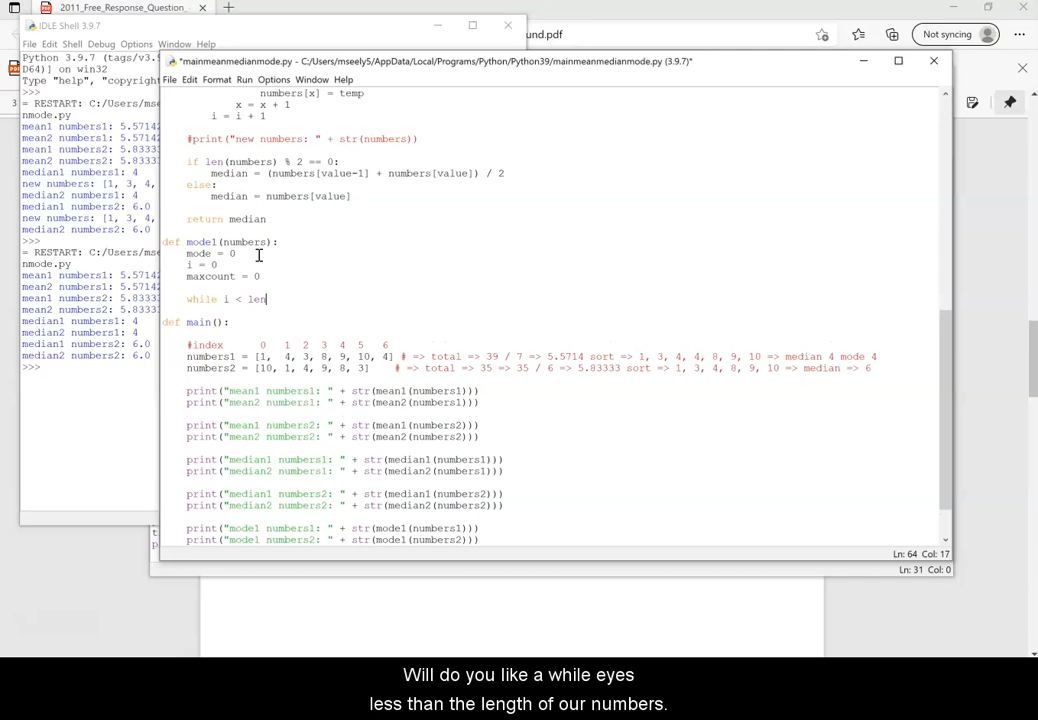 2011_Free_Response_Question_
IDLE Shell 3.9.7
und.pdf
Not syncing
File Edit Shell Debug Options Window Help
Python 3.9.7 (tags/v3.9
D64)] on win32
Type "help", "copyright
>>>
= RESTART: C:/Users/mse
nmode.py
mean1 numbers1: 5.57142
mean2 numbers1: 5.57142
mean1 numbers2: 5.83333
mean2 numbers2: 5.8333
median1 numbers1: 4
new numbers: [1, 3, 4,
median2 numbers1: 4
median1 numbers2: 6.0
new numbers: [1, 3, 4,
median2 numbers2: 6.0
>>>
= RESTART: C:/Users/mse
nmode.py
mean1 numbers1: 5.57142
mean2 numbers1: 5.57142
mean1 numbers2: 5.83333
mean2 numbers2: 5.83333
median1 numbers1: 4
median2 numbers1: 4
median1 numbers2: 6.0
median2 numbers2: 6.0
>>>
*mainmeanmedianmode.py - C:/Users/mseely5/AppData/Local/Programs/Python/Python39/mainmeanmedianmode.py (3.9.7)*
File Edit Format Run Options Window Help
numbers[x] = temp
x = x + 1
i = i + 1
#print("new numbers: " + str(numbers))
if len(numbers) % 2 == 0:
median = (numbers[value-1] + numbers[value]) / 2
else:
median = numbers[value]
return median
def mode1(numbers):
mode = 0
i = 0
maxcount = 0
while i < len
def main():
#index 0 1 2 3 4 5 6
numbers1 = [1, 4, 3, 8, 9, 10, 4] # => total => 39 / 7 => 5.5714 sort => 1, 3, 4, 4, 8, 9, 10 => median 4 mode 4
numbers2 = [10, 1, 4, 9, 8, 3] # => total => 35 => 35 / 6 => 5.83333 sort => 1, 3, 4, 8, 9, 10 => median => 6
print("mean1 numbers1: " + str(mean1(numbers1)))
print("mean2 numbers1: " + str(mean2(numbers1)))
print("mean1 numbers2: " + str(mean1(numbers2)))
print("mean2 numbers2: " + str(mean2(numbers2)))
print("median1 numbers1: " + str(median1(numbers1)))
print("median2 numbers1: " + str(median2(numbers1)))
print("median1 numbers2: " + str(median1(numbers2)))
print("median2 numbers2: " + str(median2(numbers2)))
print("mode1 numbers1: " + str(mode1(numbers1)))
print("mode1 numbers2: " + str(mode1(numbers2)))
Ln: 64 Col: 17
Ln: 31 Col: 0
Will do you like a while eyes
less than the length of our numbers.